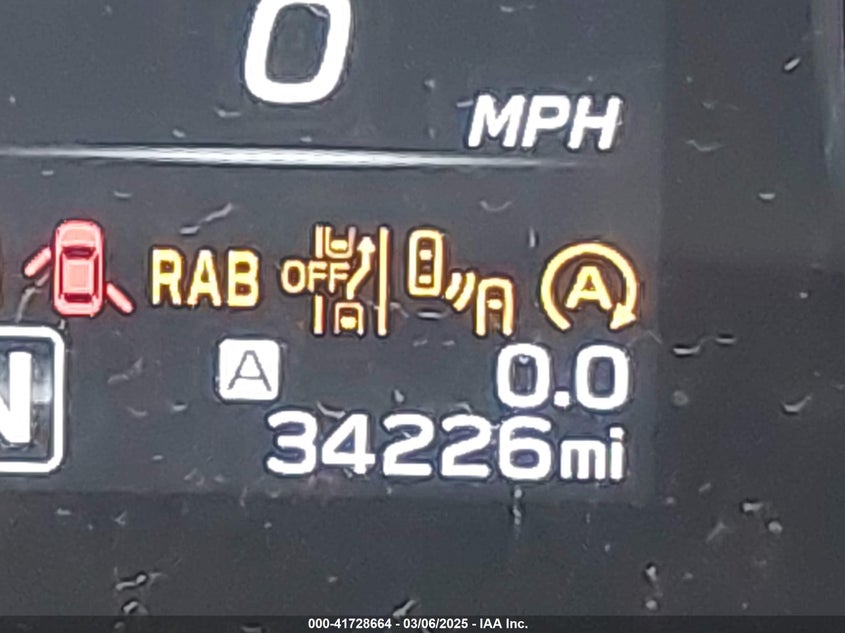 0
MPH
RAB
OFF
A
N
A
0.0
34226mi
000-41728664 - 03/06/2025 - IAA Inc.